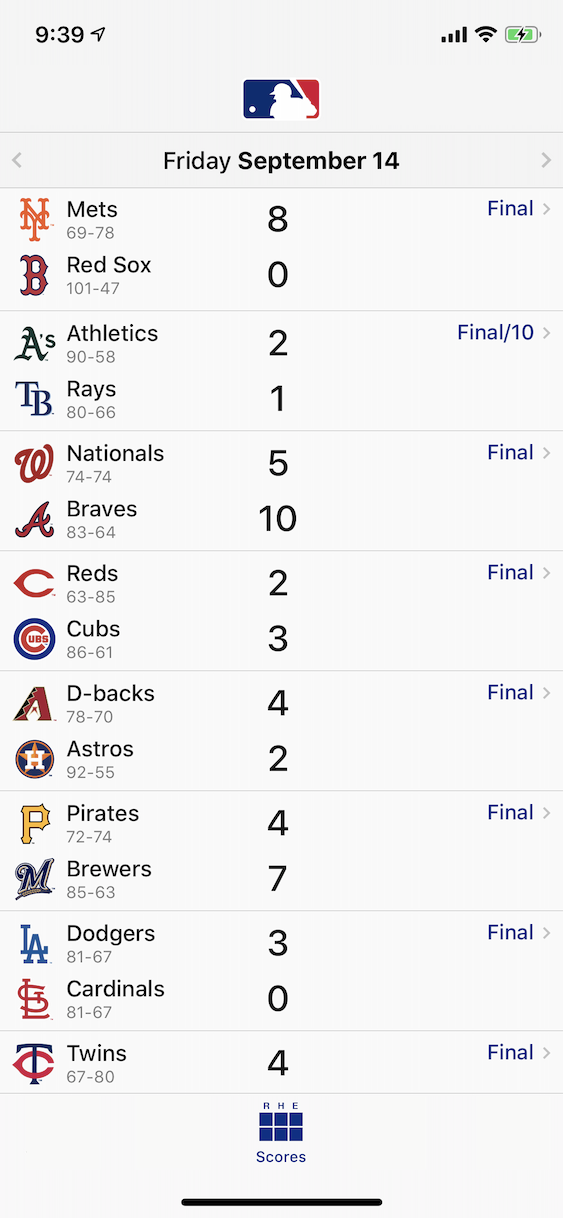 9:39
Friday September 14
Mets
69-78
8
Final
Red Sox
101-47
0
Athletics
90-58
2
Final/10
Rays
80-66
1
Nationals
74-74
5
Final
Braves
83-64
10
Reds
63-85
2
Final
Cubs
86-61
3
D-backs
78-70
4
Final
Astros
92-55
2
Pirates
72-74
4
Final
Brewers
85-63
7
Dodgers
81-67
3
Final
Cardinals
81-67
0
Twins
67-80
4
Final
R H E
Scores